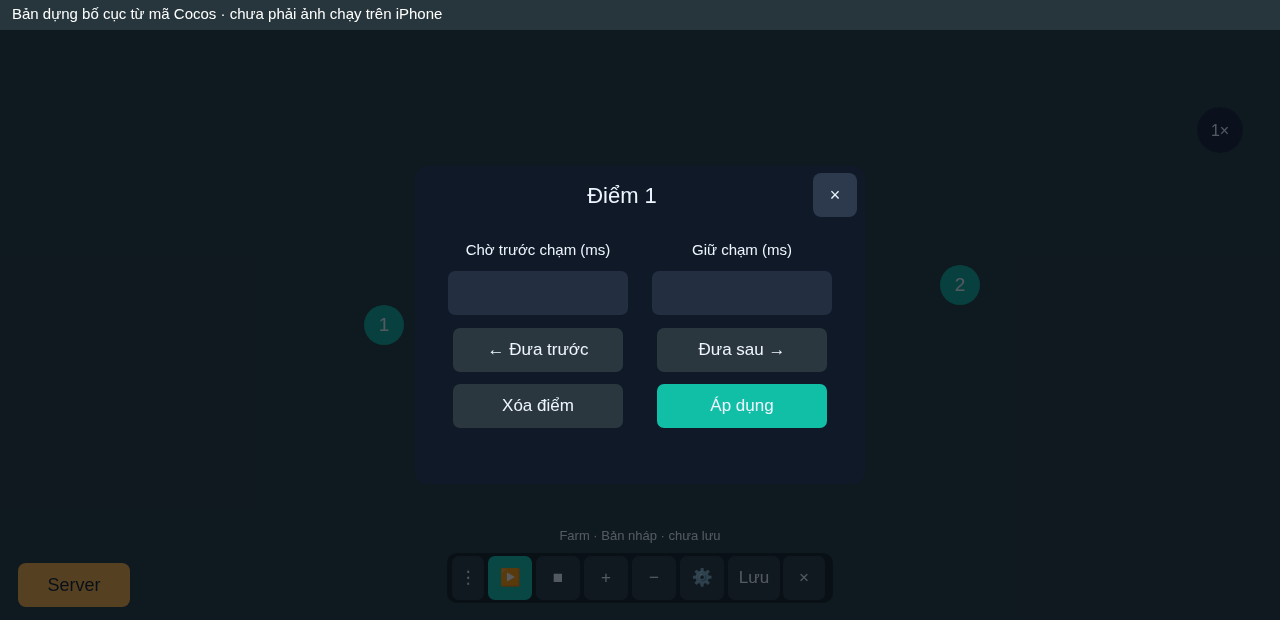 Bản dựng bố cục từ mã Cocos · chưa phải ảnh chạy trên iPhone
1×
Điểm 1
×
Chờ trước chạm (ms)
Giữ chạm (ms)
1
2
← Đưa trước
Đưa sau →
Xóa điểm
Áp dụng
Farm · Bản nháp · chưa lưu
Server
⋮ ▶️ ■ + − ⚙️ Lưu ×